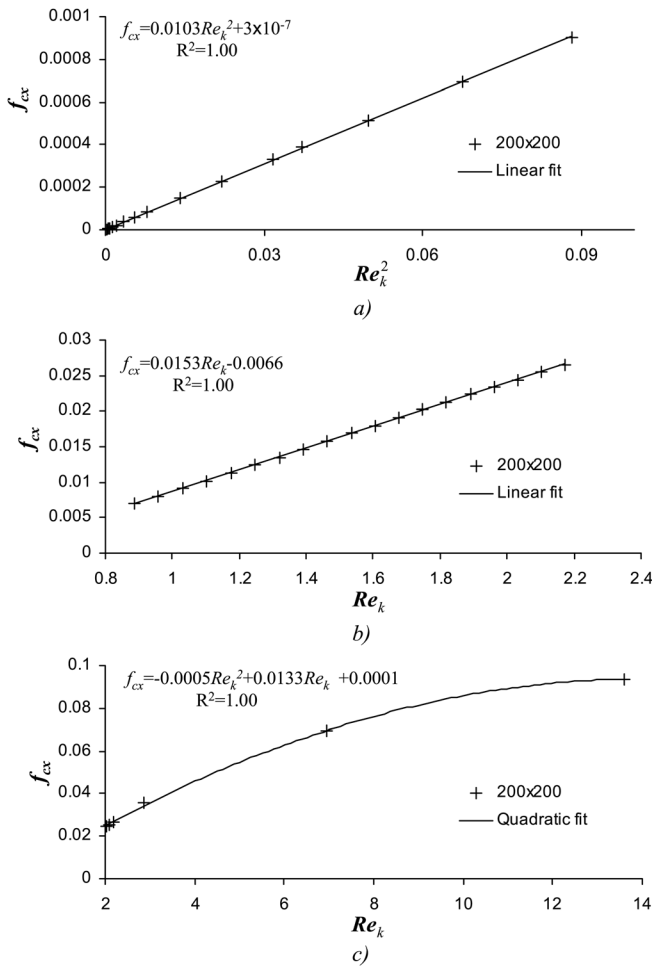 0.001
f_cx=0.0103Re_k^2+3x10^-7
R^2=1.00
0.0008
0.0006
f_cx
0.0004
200x200
0.0002
Linear fit
0
0 0.03 0.06 0.09
Re_k^2
a)
0.03
f_cx=0.0153Re_k-0.0066
R^2=1.00
0.025
0.02
f_cx
0.015
0.01
200x200
Linear fit
0.005
0
0.8 1 1.2 1.4 1.6 1.8 2 2.2 2.4
Re_k
b)
0.1
f_cx=-0.0005Re_k^2+0.0133Re_k +0.0001
R^2=1.00
0.08
0.06
f_cx
0.04
200x200
Quadratic fit
0.02
0
2 4 6 8 10 12 14
Re_k
c)